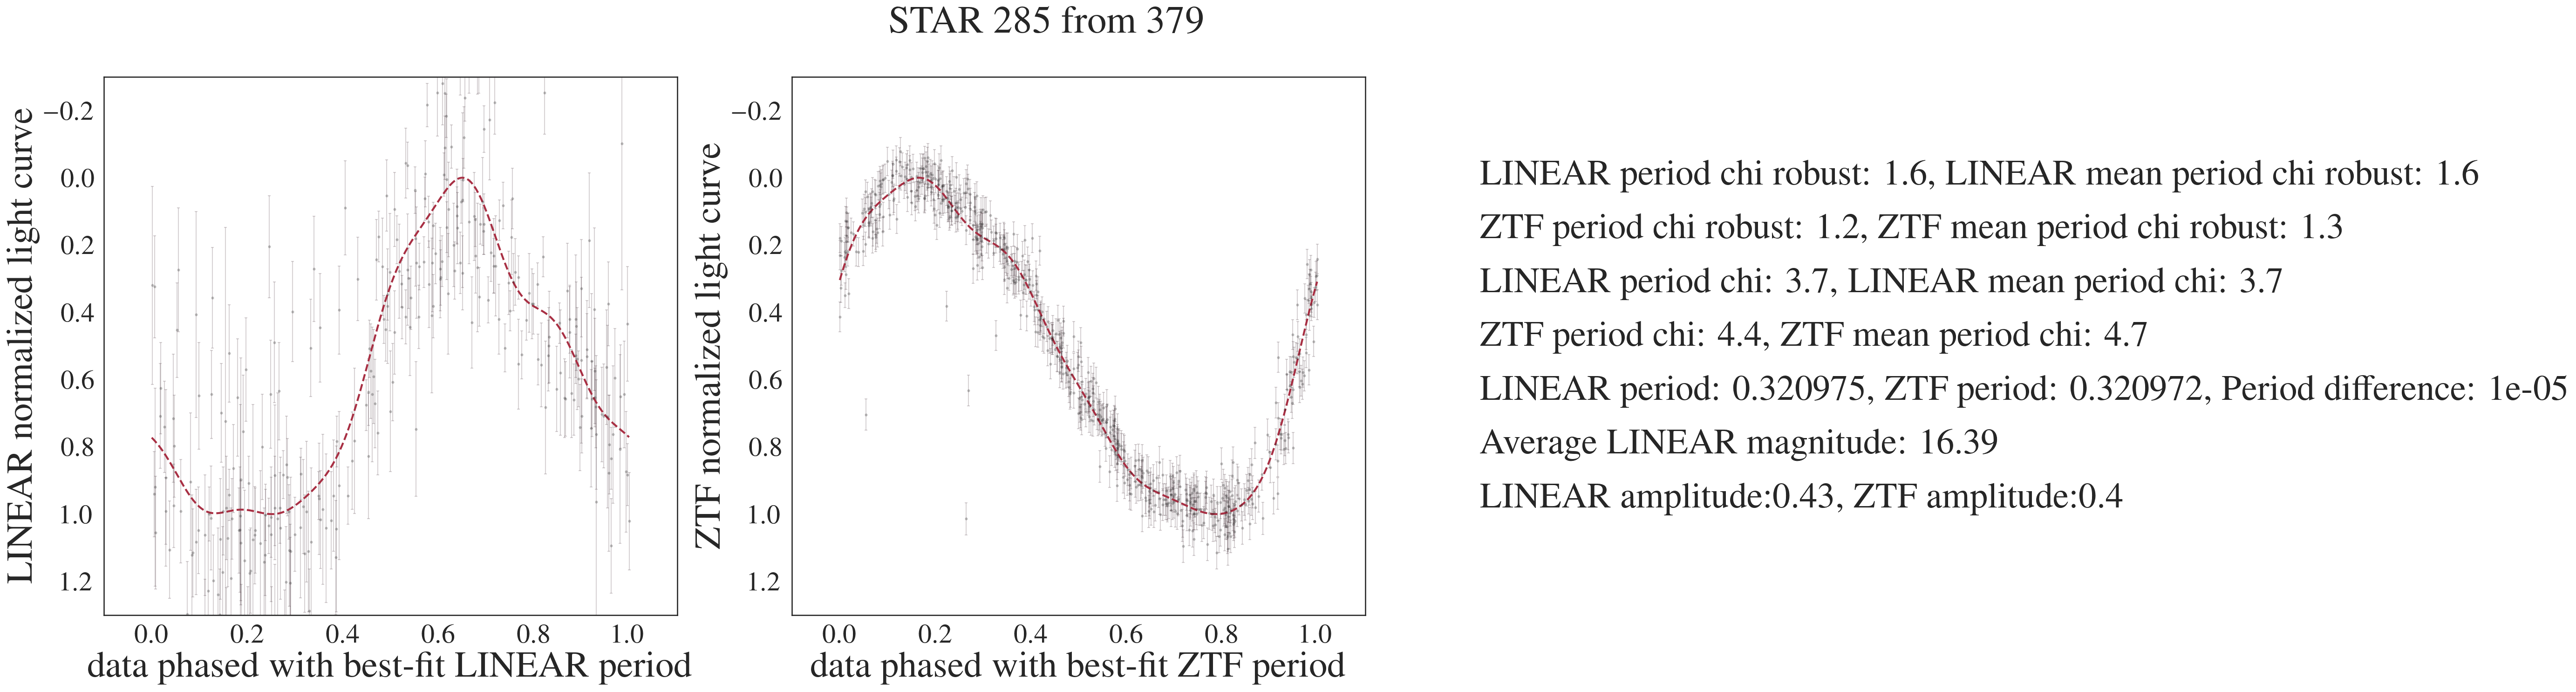 STAR 285 from 379
LINEAR normalized light curve
−0.2
0.0
0.2
0.4
0.6
0.8
1.0
1.2
0.0 0.2 0.4 0.6 0.8 1.0
data phased with best-fit LINEAR period
ZTF normalized light curve
−0.2
0.0
0.2
0.4
0.6
0.8
1.0
1.2
0.0 0.2 0.4 0.6 0.8 1.0
data phased with best-fit ZTF period
LINEAR period chi robust: 1.6, LINEAR mean period chi robust: 1.6
ZTF period chi robust: 1.2, ZTF mean period chi robust: 1.3
LINEAR period chi: 3.7, LINEAR mean period chi: 3.7
ZTF period chi: 4.4, ZTF mean period chi: 4.7
LINEAR period: 0.320975, ZTF period: 0.320972, Period difference: 1e-05
Average LINEAR magnitude: 16.39
LINEAR amplitude:0.43, ZTF amplitude:0.4